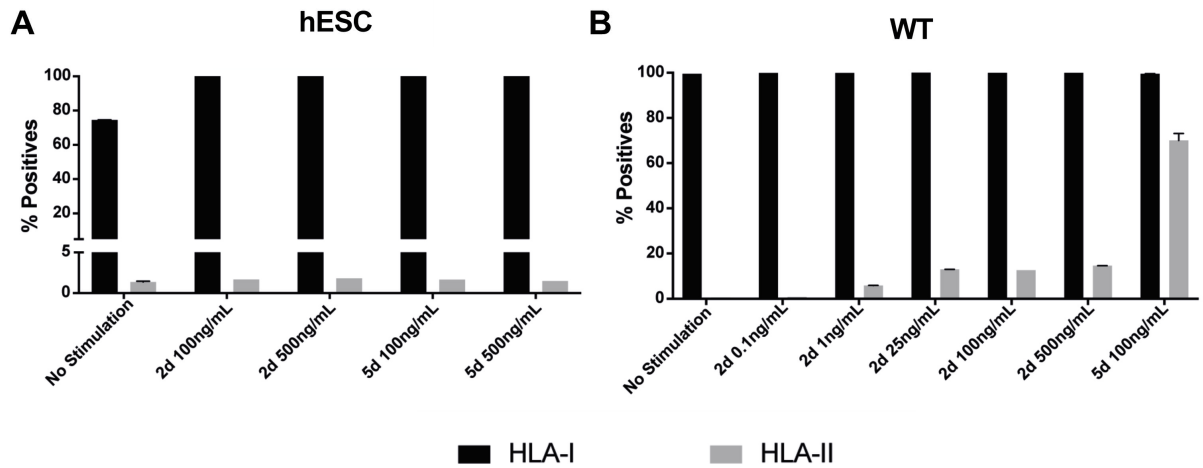 A
hESC
% Positives
100
80
60
40
20
5
0
No Stimulation
2d 100ng/mL
2d 500ng/mL
5d 100ng/mL
5d 500ng/mL
B
WT
% Positives
100
80
60
40
20
0
No Stimulation
2d 0.1ng/mL
2d 1ng/mL
2d 25ng/mL
2d 100ng/mL
2d 500ng/mL
5d 100ng/mL
HLA-I
HLA-II